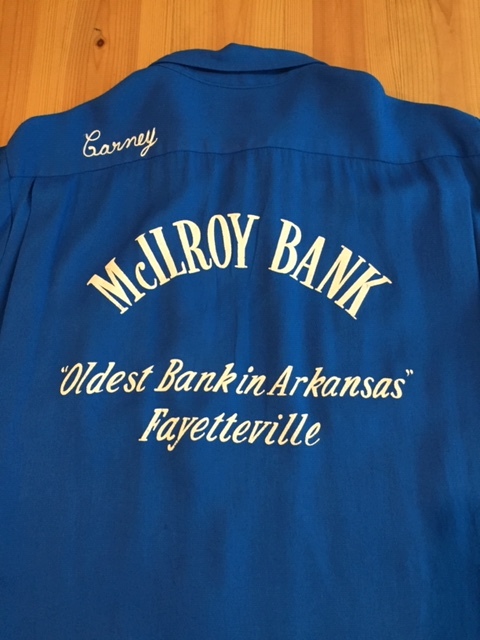 Carney
McILROY BANK
"Oldest Bank in Arkansas"
Fayetteville